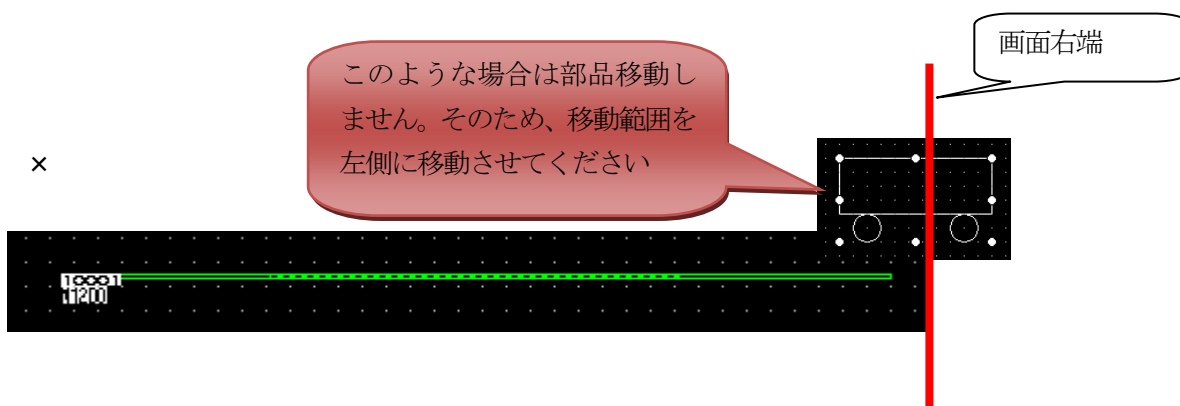 画面右端
このような場合は部品移動し
ません。そのため、移動範囲を
左側に移動させてください
×